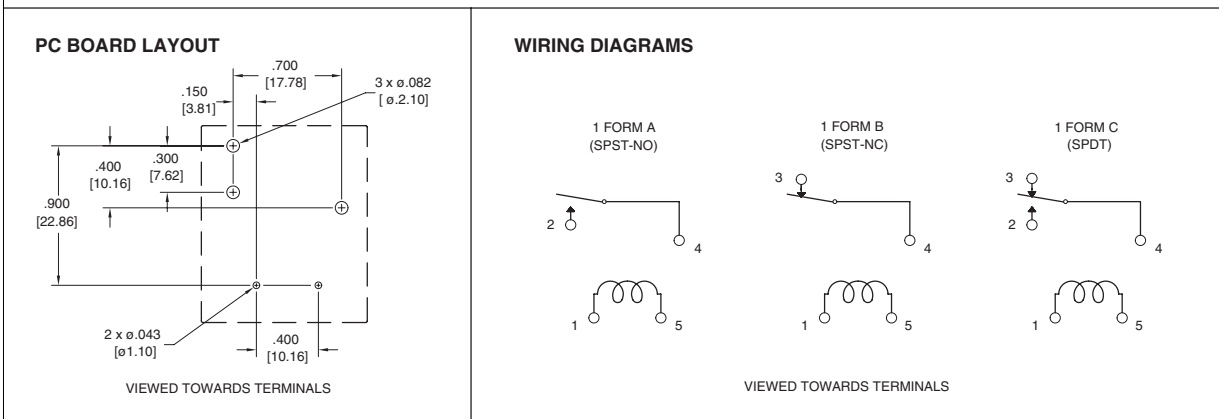 PC BOARD LAYOUT
.700
[17.78]
.150
[3.81]
3 x ø.082
[ ø.2.10]
.300
[7.62]
.400
[10.16]
.900
[22.86]
2 x ø.043
[ø1.10]
.400
[10.16]
VIEWED TOWARDS TERMINALS
WIRING DIAGRAMS
1 FORM A
(SPST-NO)
2
4
1
5
1 FORM B
(SPST-NC)
3
4
1
5
1 FORM C
(SPDT)
3
2
4
1
5
VIEWED TOWARDS TERMINALS